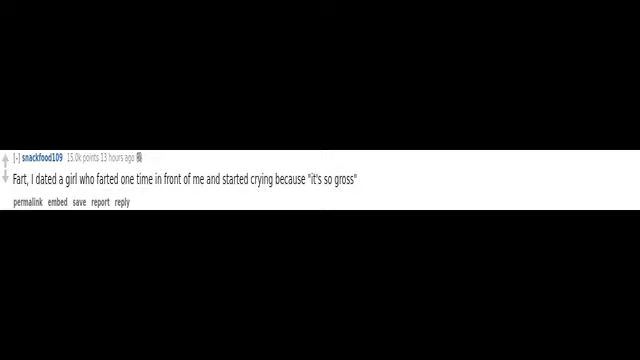 [-] snackfood109 15.0k points 13 hours ago
Fart, I dated a girl who farted one time in front of me and started crying because "it's so gross"
permalink embed save report reply